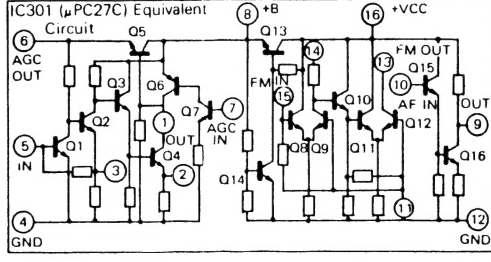 IC301 (μPC27C) Equivalent
Circuit
8 +B
16 +VCC
6
AGC
OUT
Q5
Q13
14
FM OUT
Q15
13
Q3
Q6
FM IN
15
10
AF IN
Q10
OUT
Q2
1
Q7
7
AGC
IN
9
5
IN
Q1
OUT
Q4
Q8
Q9
Q11
Q12
Q16
3
2
Q14
11
4
GND
12
GND